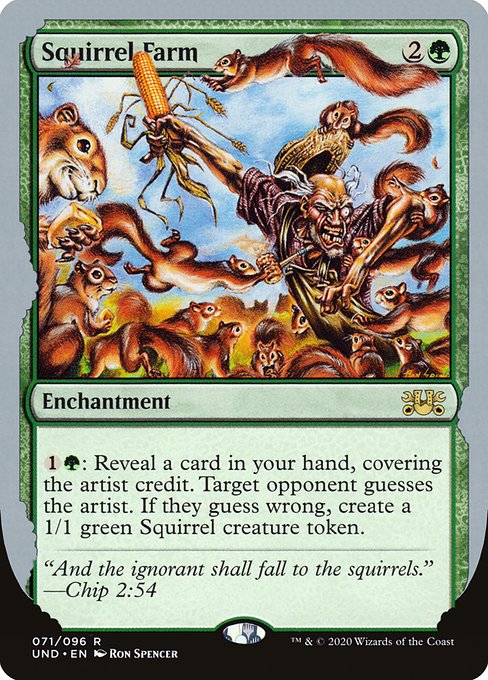 Squirrel Farm 2
Enchantment
1: Reveal a card in your hand, covering
the artist credit. Target opponent guesses
the artist. If they guess wrong, create a
1/1 green Squirrel creature token.
“And the ignorant shall fall to the squirrels.”
—Chip 2:54
071/096 R
™ & © 2020 Wizards of the Coast
UND • EN Ron Spencer